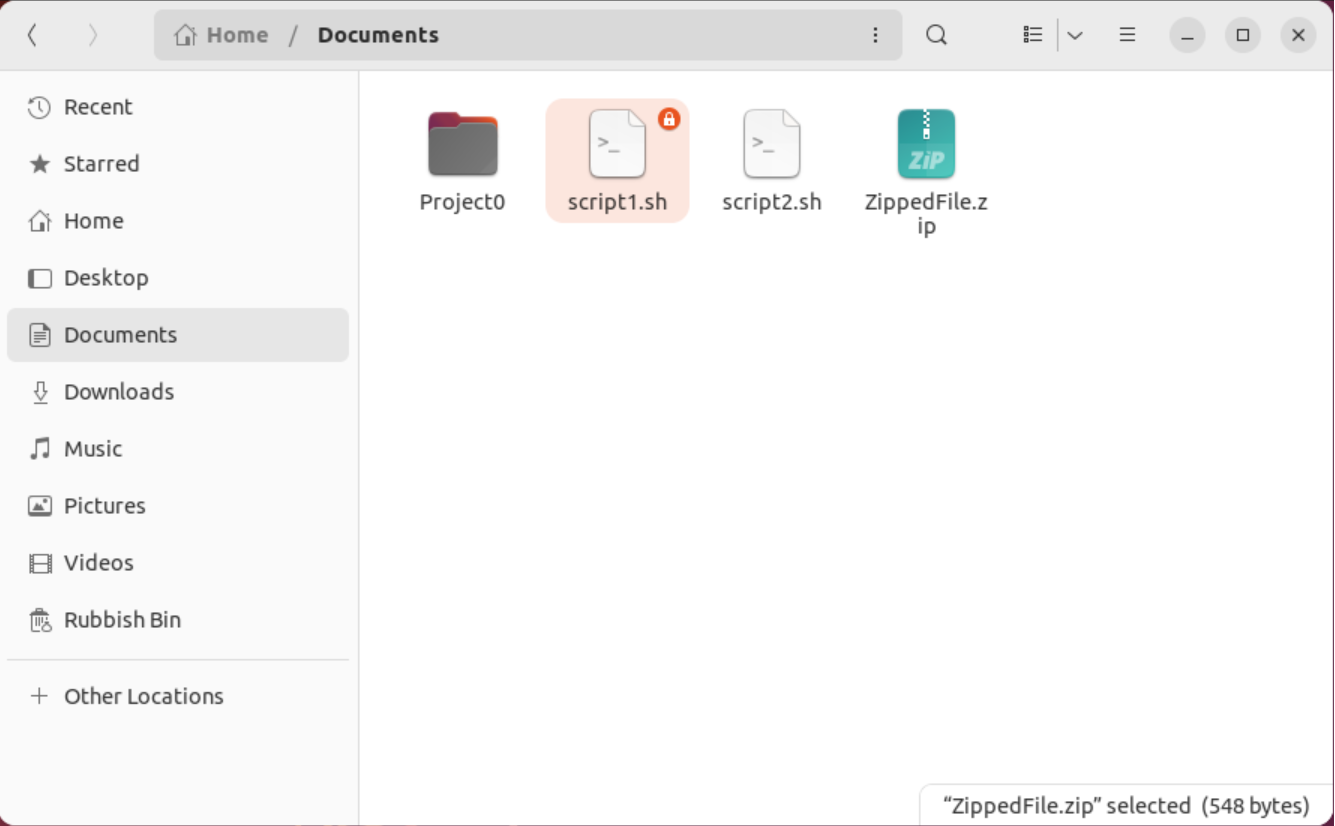 Home / Documents
Recent
Starred
Home
Desktop
Documents
Downloads
Music
Pictures
Videos
Rubbish Bin
+ Other Locations
>_
>_
ZiP
Project0
script1.sh
script2.sh
ZippedFile.z
ip
“ZippedFile.zip” selected (548 bytes)